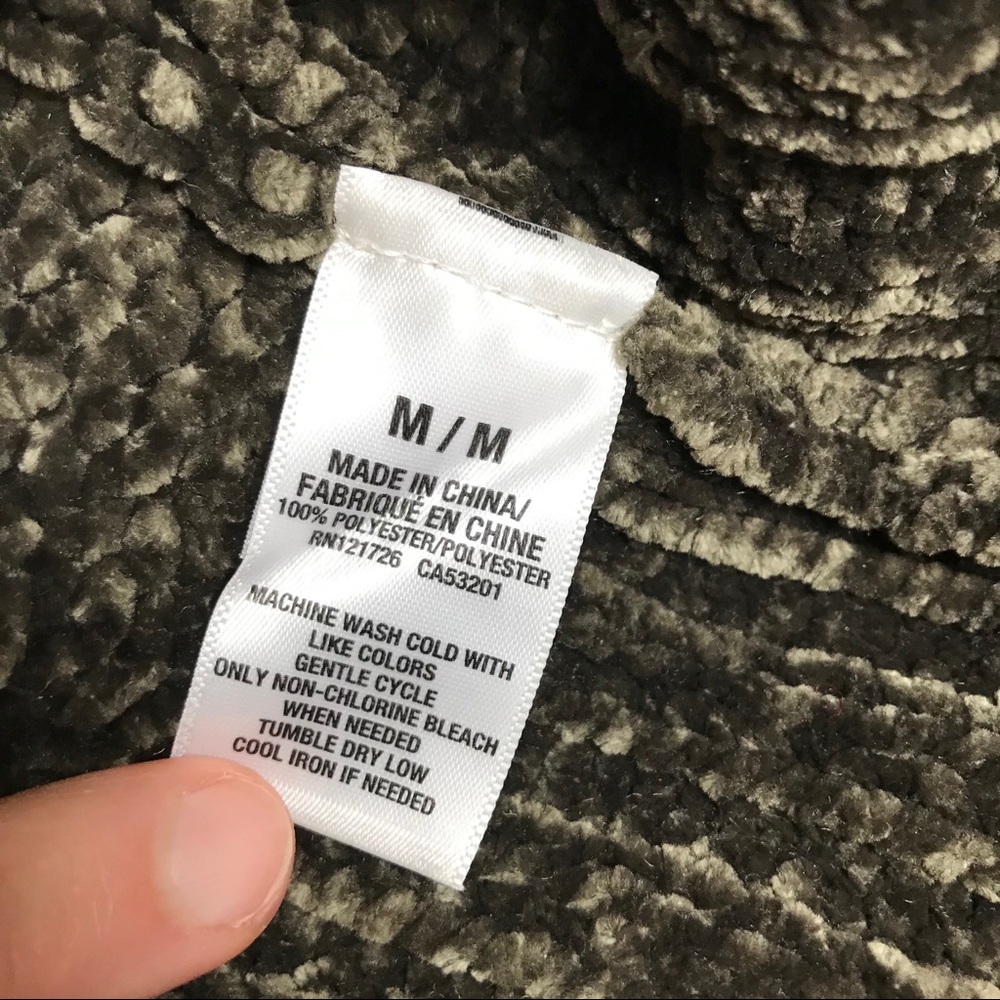 M / M
MADE IN CHINA/
FABRIQUÉ EN CHINE
100% POLYESTER/POLYESTER
RN121726 CA53201
MACHINE WASH COLD WITH
LIKE COLORS
GENTLE CYCLE
ONLY NON-CHLORINE BLEACH
WHEN NEEDED
TUMBLE DRY LOW
COOL IRON IF NEEDED